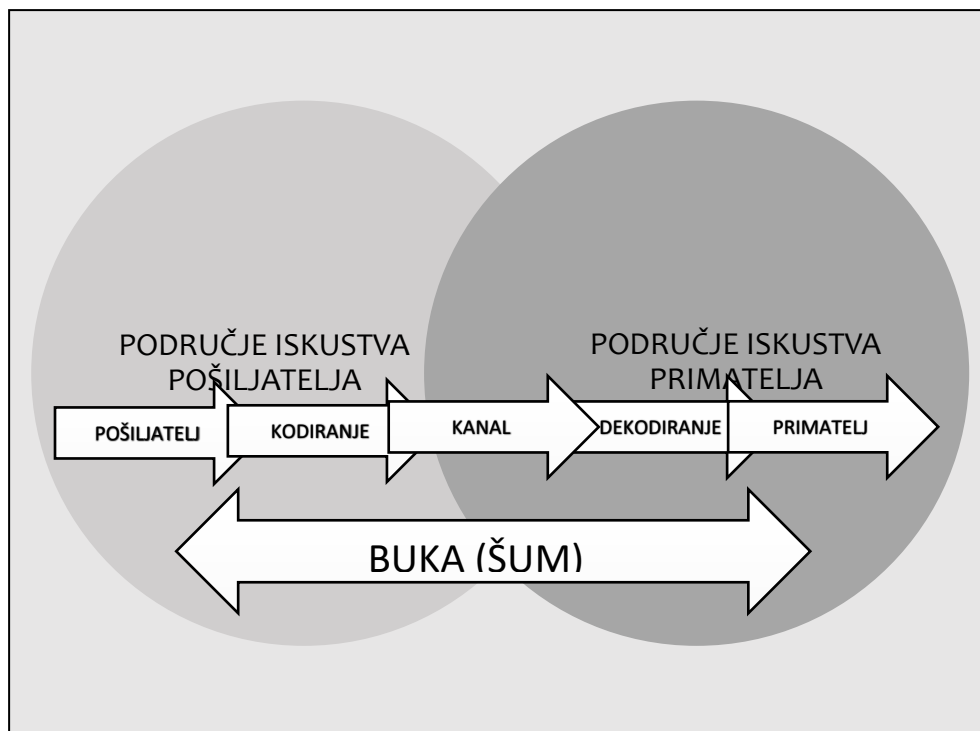 PODRUČJE ISKUSTVA
POŠILJATELJA
PODRUČJE ISKUSTVA
PRIMATELJA
POŠILJATELJ
KODIRANJE
KANAL
DEKODIRANJE
PRIMATELJ
BUKA (ŠUM)